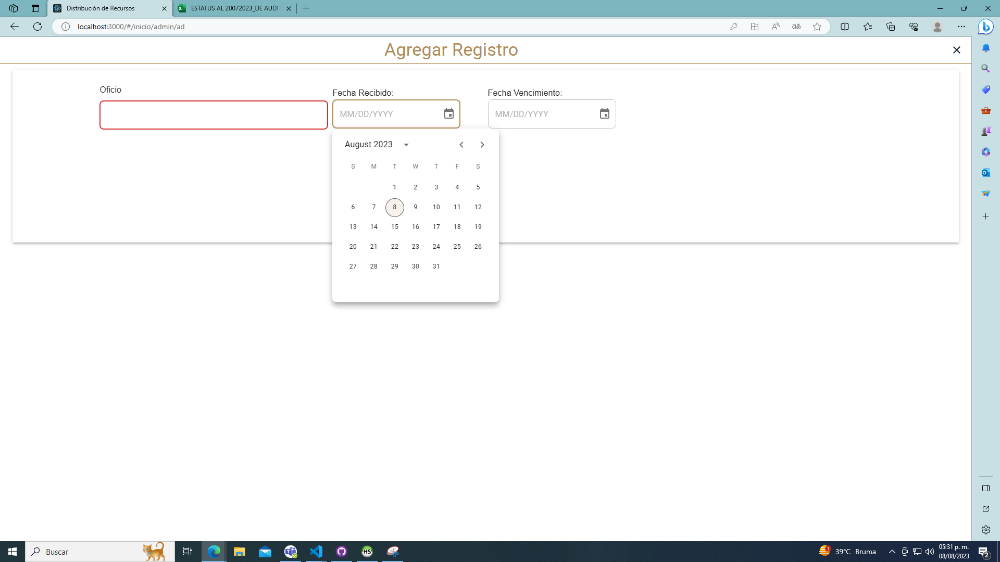 Distribución de Recursos
ESTATUS AL 20072023_DE AUDIT
localhost:3000/#/inicio/admin/ad
Agregar Registro
Oficio
Fecha Recibido:
Fecha Vencimiento:
MM/DD/YYYY
MM/DD/YYYY
August 2023
S M T W T F S
1 2 3 4 5
6 7 8 9 10 11 12
13 14 15 16 17 18 19
20 21 22 23 24 25 26
27 28 29 30 31
Buscar
HS
1
39°C Bruma
05:31 p. m.
08/08/2023
2